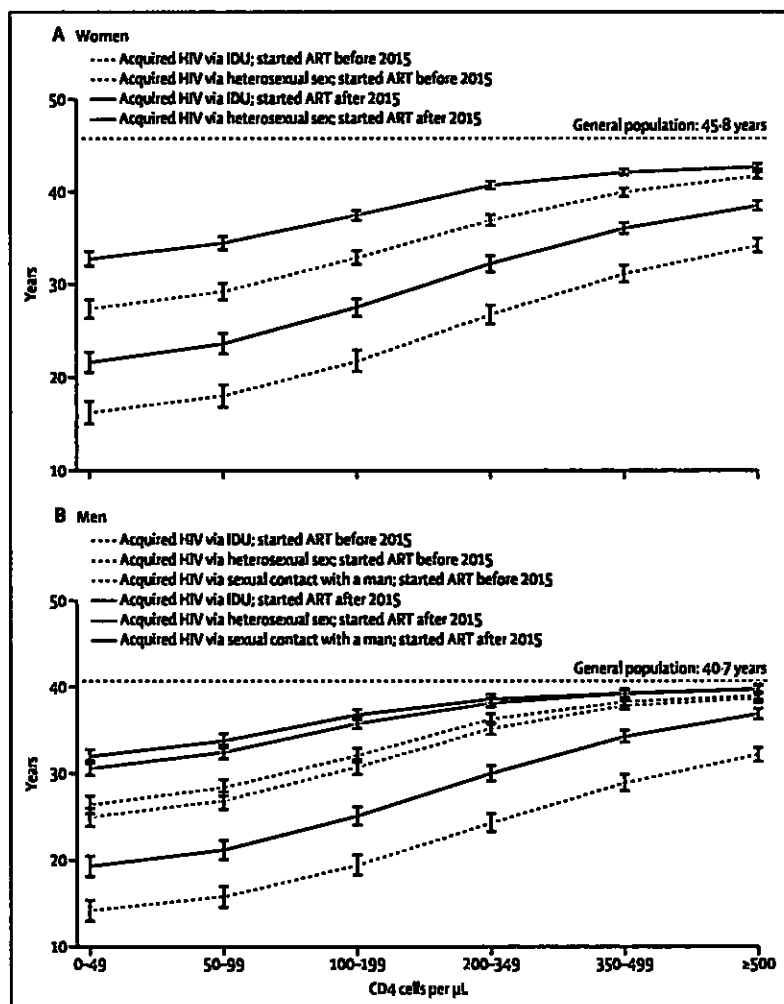 A Women
Acquired HIV via IDU; started ART before 2015
Acquired HIV via heterosexual sex; started ART before 2015
Acquired HIV via IDU; started ART after 2015
Acquired HIV via heterosexual sex; started ART after 2015
General population: 45·8 years
50
40
30
20
10
Years
B Men
Acquired HIV via IDU; started ART before 2015
Acquired HIV via heterosexual sex; started ART before 2015
Acquired HIV via sexual contact with a man; started ART before 2015
Acquired HIV via IDU; started ART after 2015
Acquired HIV via heterosexual sex; started ART after 2015
Acquired HIV via sexual contact with a man; started ART after 2015
General population: 40·7 years
50
40
30
20
10
Years
0–49 50–99 100–199 200–349 350–499 ≥500
CD4 cells per μL